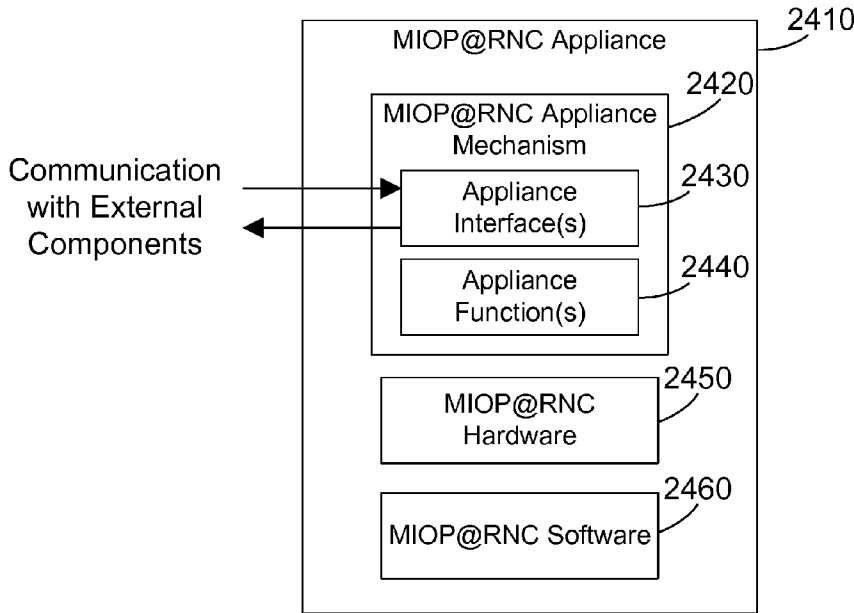 2410
MIOP@RNC Appliance
2420
MIOP@RNC Appliance
Mechanism
Communication
with External
Components
2430
Appliance
Interface(s)
2440
Appliance
Function(s)
2450
MIOP@RNC
Hardware
2460
MIOP@RNC Software